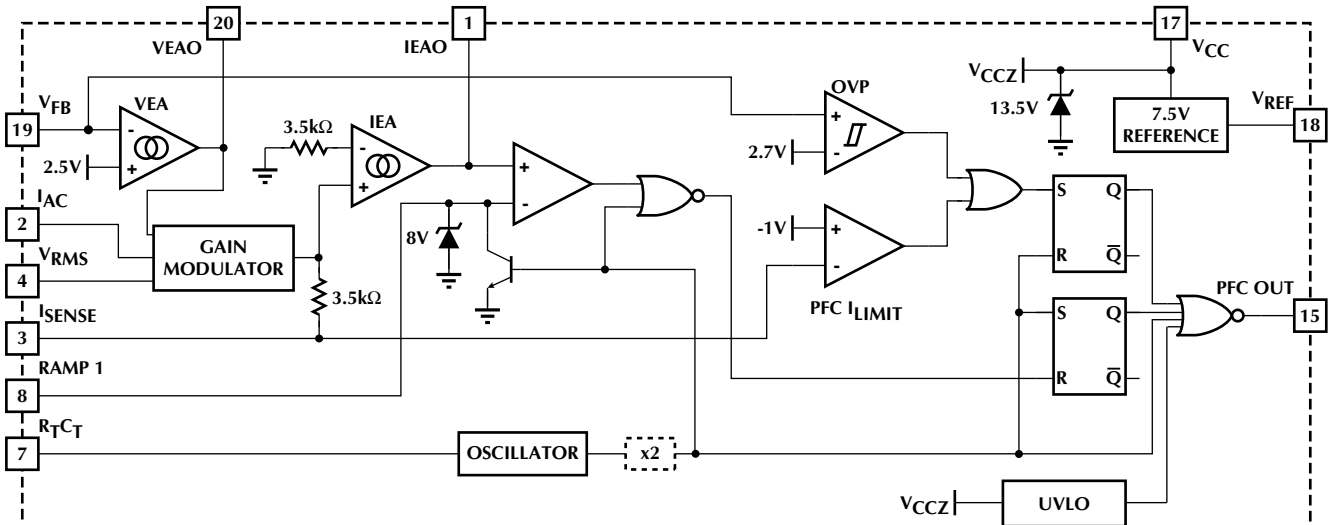 20
VEAO
1
IEAO
17
VCC
VCCZ
13.5V
7.5V
REFERENCE
VREF
18
19
VFB
VEA
-
+
2.5V
3.5kΩ
IEA
-
+
OVP
+
-
2.7V
+
-
8V
2
IAC
GAIN
MODULATOR
4
VRMS
3.5kΩ
3
ISENSE
-1V
+
-
PFC ILIMIT
S
Q
R
Q̅
S
Q
R
Q̅
PFC OUT
15
RAMP 1
8
RTCT
7
OSCILLATOR
x2
VCCZ
UVLO